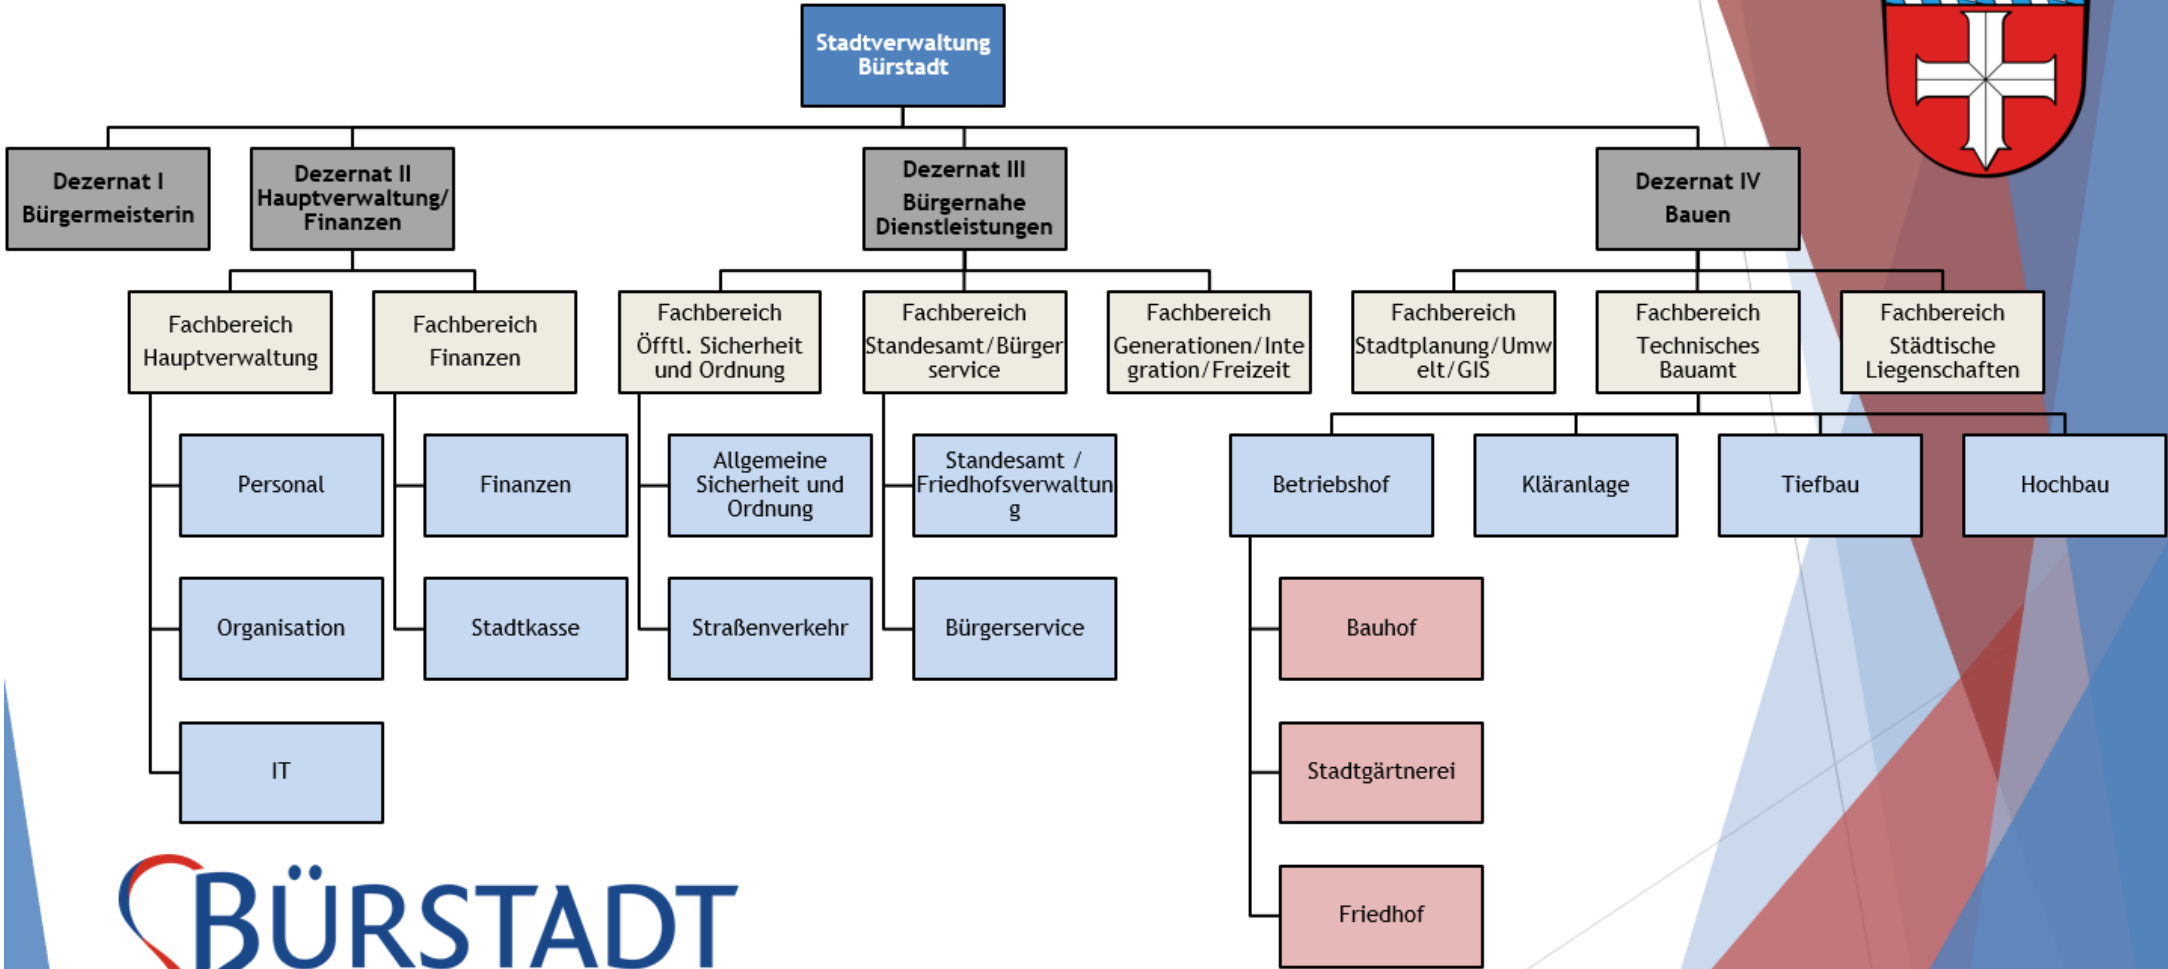 Stadtverwaltung
Bürstadt
Dezernat I
Bürgermeisterin
Dezernat II
Hauptverwaltung/
Finanzen
Dezernat III
Bürgernahe
Dienstleistungen
Dezernat IV
Bauen
Fachbereich
Hauptverwaltung
Fachbereich
Finanzen
Fachbereich
Öfftl. Sicherheit
und Ordnung
Fachbereich
Standesamt/Bürger
service
Fachbereich
Generationen/Inte
gration/Freizeit
Fachbereich
Stadtplanung/Umw
elt/GIS
Fachbereich
Technisches
Bauamt
Fachbereich
Städtische
Liegenschaften
Personal
Finanzen
Allgemeine
Sicherheit und
Ordnung
Standesamt /
Friedhofsverwaltun
g
Betriebshof
Kläranlage
Tiefbau
Hochbau
Organisation
Stadtkasse
Straßenverkehr
Bürgerservice
Bauhof
IT
Stadtgärtnerei
Friedhof
BÜRSTADT